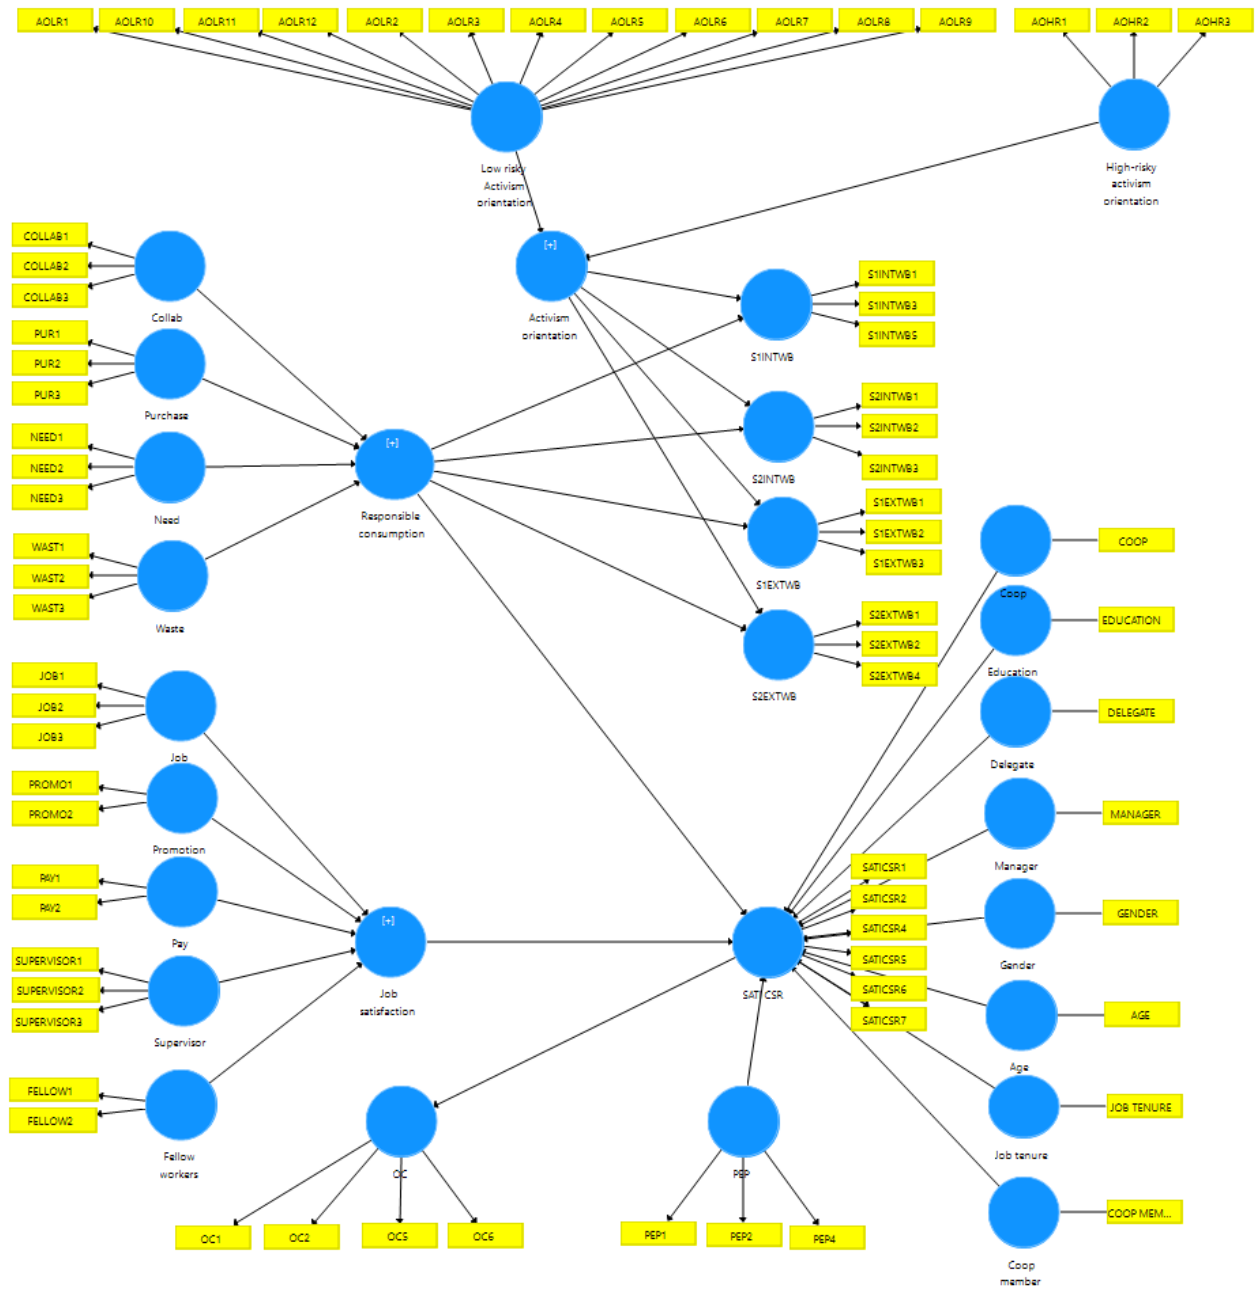 AOLR1
AOLR10
AOLR11
AOLR12
AOLR2
AOLR3
AOLR4
AOLR5
AOLR6
AOLR7
AOLR8
AOLR9
AOHR1
AOHR2
AOHR3
Low risky
Activism
orientation
High-risky
activism
orientation
COLLAB1
COLLAB2
COLLAB3
Collab
[+]
Activism
orientation
S1INTWB1
S1INTWB3
S1INTWB5
S1INTWB
PUR1
PUR2
PUR3
Purchase
S2INTWB1
S2INTWB2
S2INTWB3
S2INTWB
NEED1
NEED2
NEED3
Need
[+]
Responsible
consumption
S1EXTWB1
S1EXTWB2
S1EXTWB3
S1EXTWB
WAST1
WAST2
WAST3
Waste
S2EXTWB1
S2EXTWB2
S2EXTWB4
S2EXTWB
COOP
Coop
EDUCATION
Education
DELEGATE
Delegate
MANAGER
Manager
GENDER
Gender
AGE
Age
JOB TENURE
Job tenure
COOP MEM...
Coop
member
JOB1
JOB2
JOB3
Job
PROMO1
PROMO2
Promotion
PAY1
PAY2
Pay
SUPERVISOR1
SUPERVISOR2
SUPERVISOR3
Supervisor
FELLOW1
FELLOW2
Fellow
workers
[+]
Job
satisfaction
SATICSR
SATICSR1
SATICSR2
SATICSR4
SATICSR5
SATICSR6
SATICSR7
OC
OC1
OC2
OC5
OC6
PEP
PEP1
PEP2
PEP4